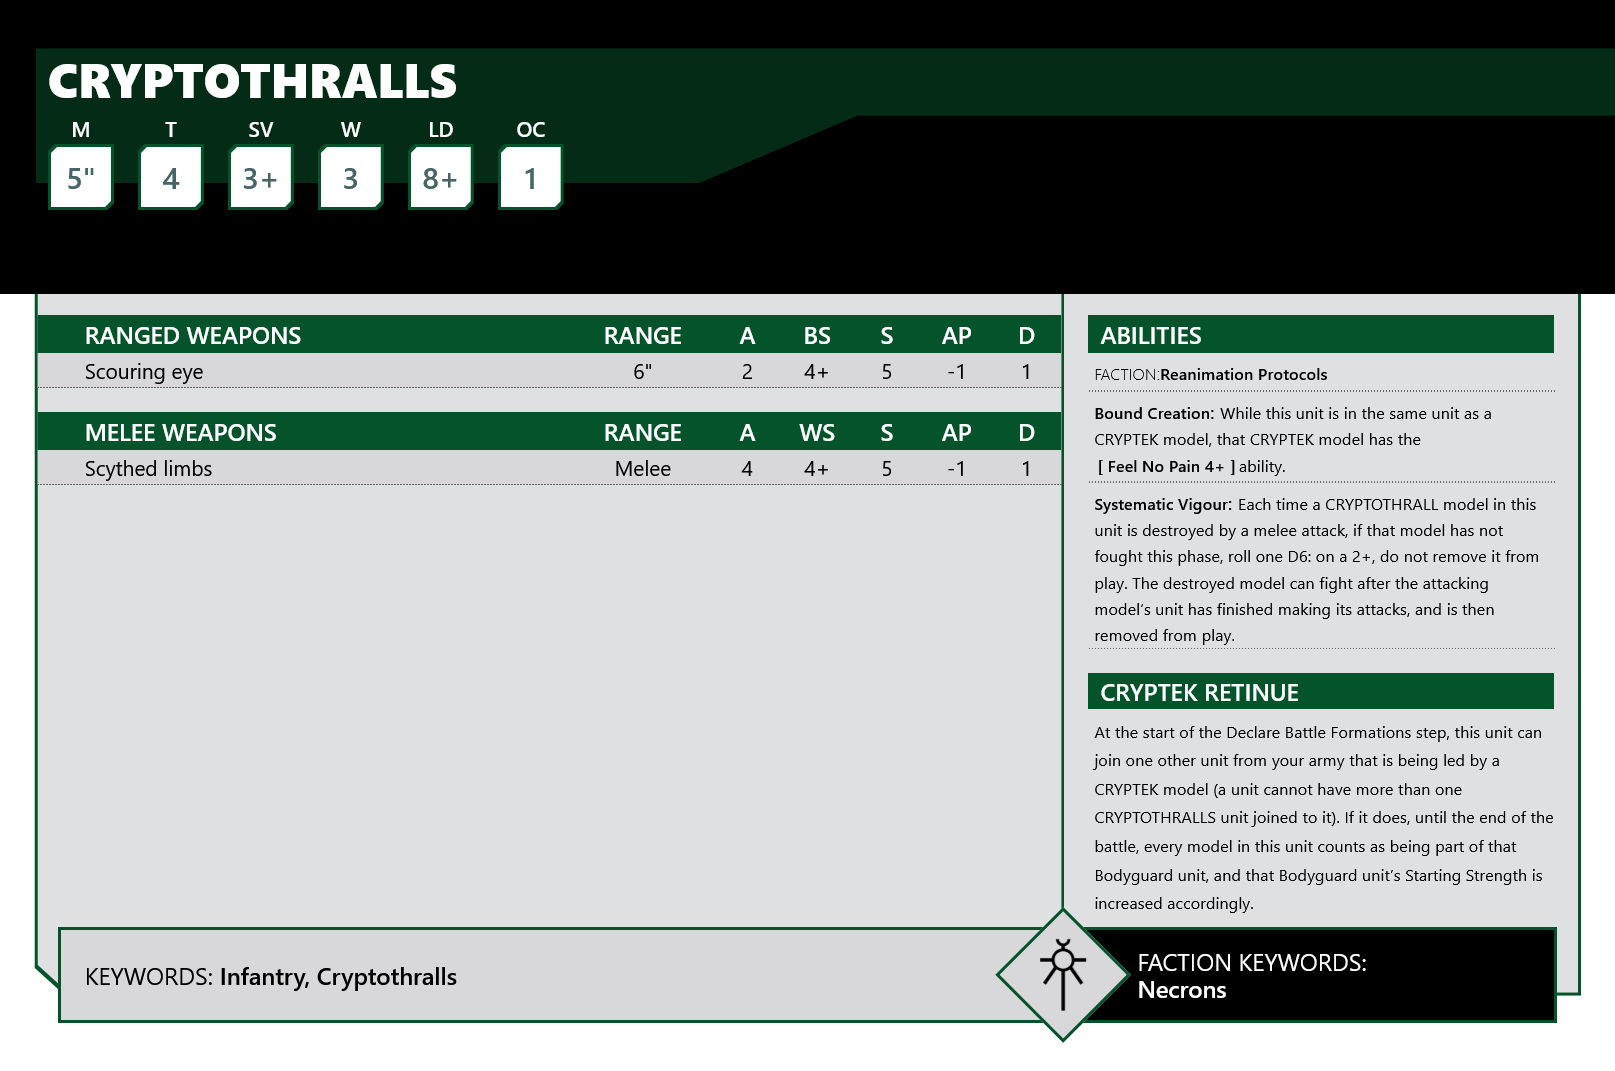 CRYPTOTHRALLS
M T SV W LD OC
5" 4 3+ 3 8+ 1
RANGED WEAPONS RANGE A BS S AP D
Scouring eye 6" 2 4+ 5 -1 1
MELEE WEAPONS RANGE A WS S AP D
Scythed limbs Melee 4 4+ 5 -1 1
ABILITIES
FACTION:Reanimation Protocols
Bound Creation: While this unit is in the same unit as a
CRYPTEK model, that CRYPTEK model has the
[ Feel No Pain 4+ ] ability.
Systematic Vigour: Each time a CRYPTOTHRALL model in this
unit is destroyed by a melee attack, if that model has not
fought this phase, roll one D6: on a 2+, do not remove it from
play. The destroyed model can fight after the attacking
model's unit has finished making its attacks, and is then
removed from play.
CRYPTEK RETINUE
At the start of the Declare Battle Formations step, this unit can
join one other unit from your army that is being led by a
CRYPTEK model (a unit cannot have more than one
CRYPTOTHRALLS unit joined to it). If it does, until the end of the
battle, every model in this unit counts as being part of that
Bodyguard unit, and that Bodyguard unit's Starting Strength is
increased accordingly.
KEYWORDS: Infantry, Cryptothralls
FACTION KEYWORDS:
Necrons